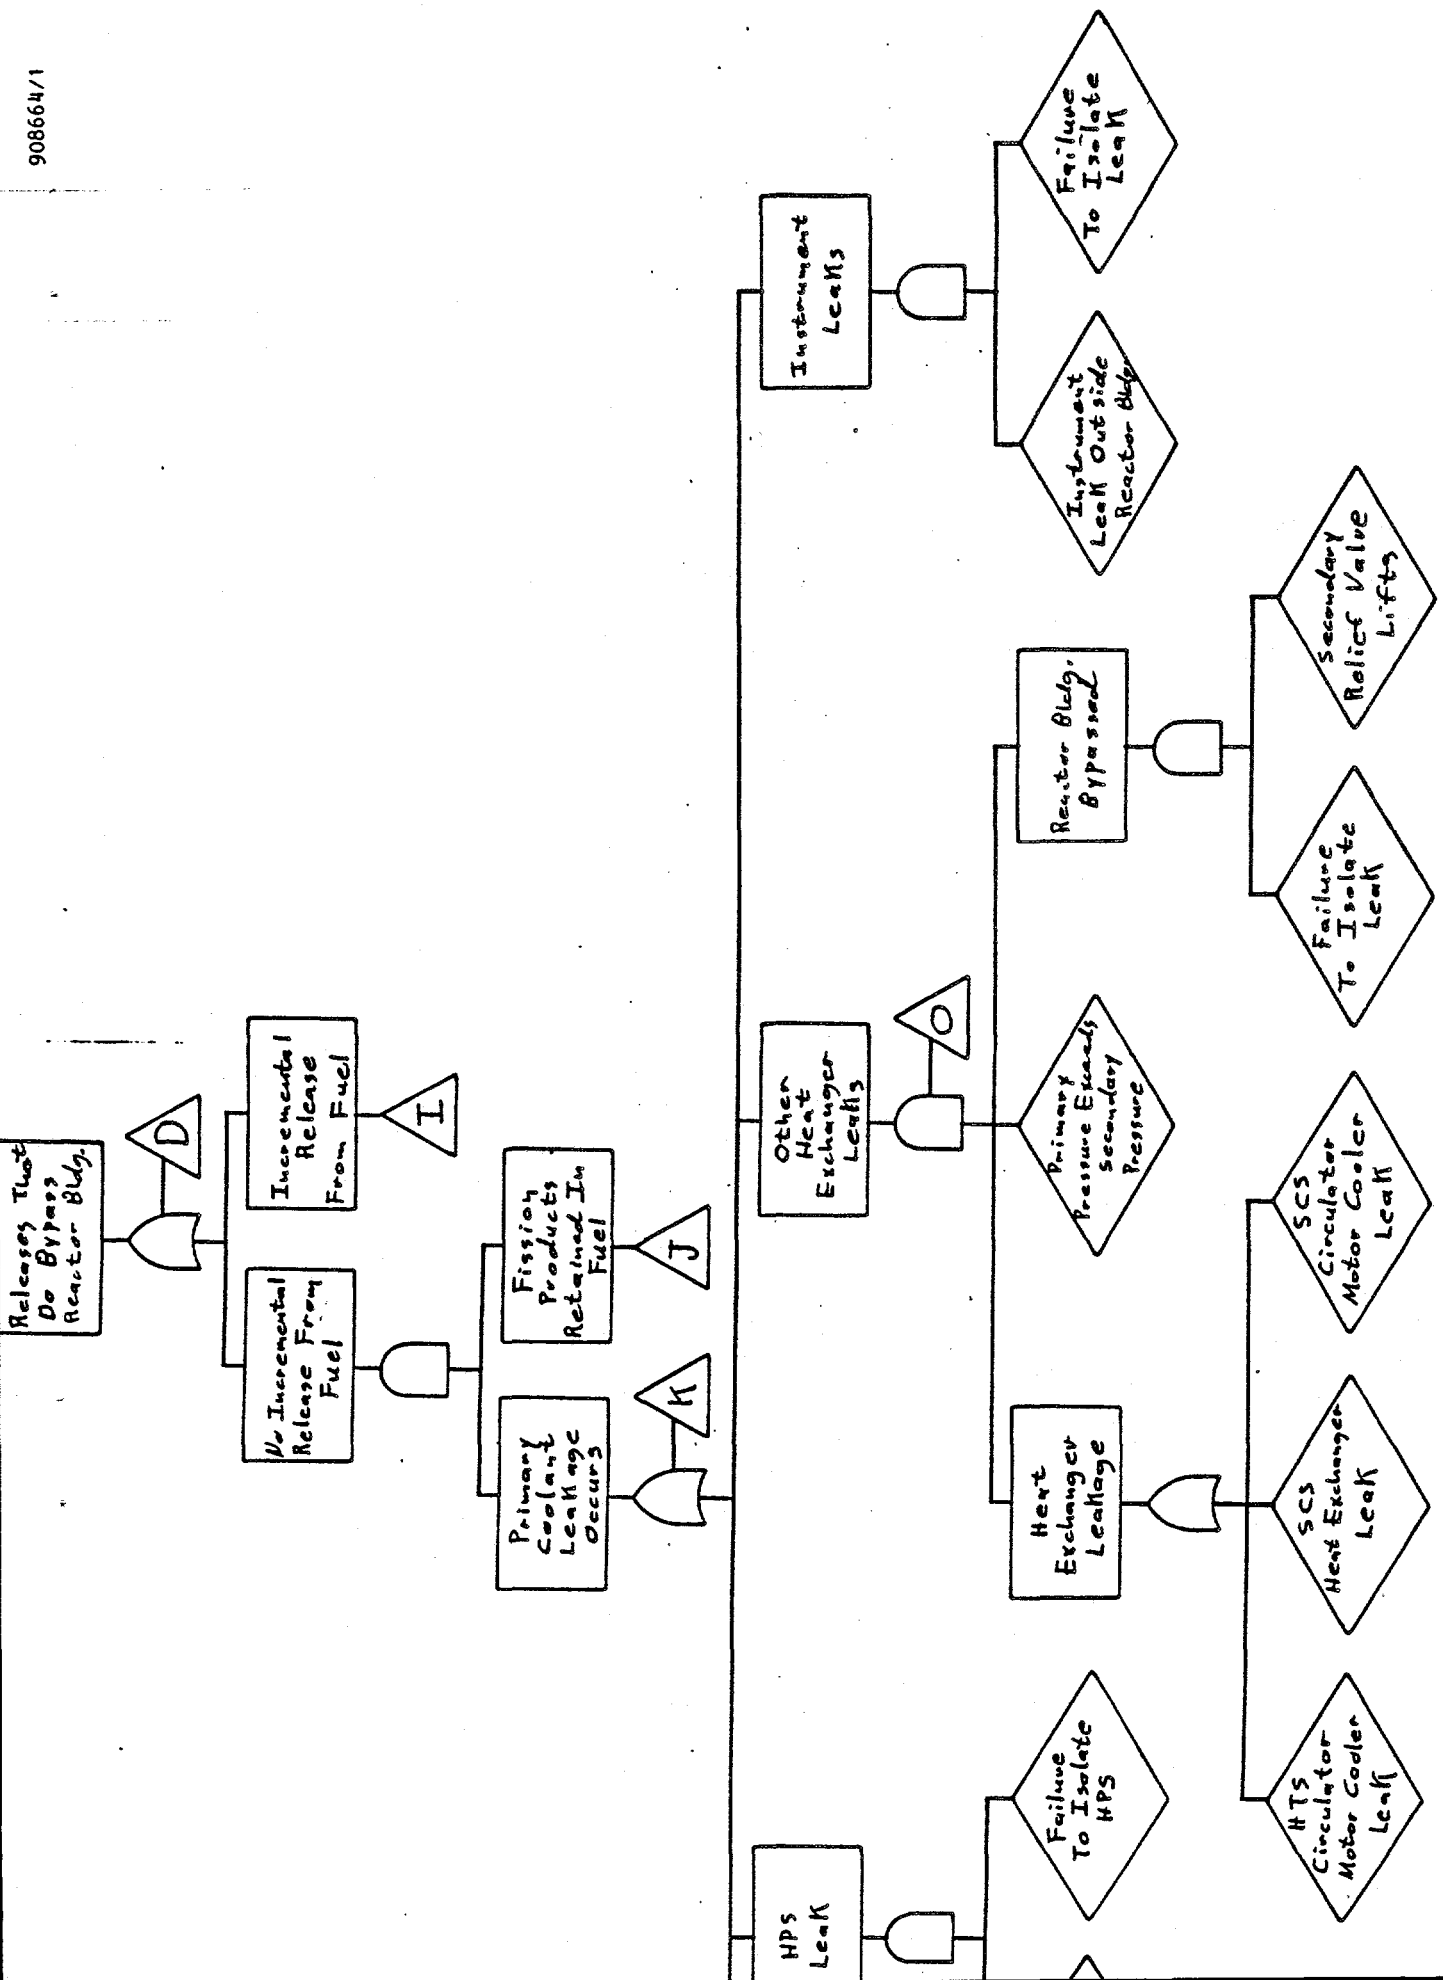 908664/1
Releases That
Do Bypass
Reactor Bldg.
D
No Incremental
Release From
Fuel
Incremental
Release
From Fuel
I
Primary
Coolant
Leakage
Occurs
K
Fission
Products
Retained In
Fuel
J
HPS
Leak
Other
Heat
Exchanger
Leaks
O
Instrument
Leaks
Failure
To Isolate
HPS
Heat
Exchanger
Leakage
Primary
Pressure Exceeds
Secondary
Pressure
Reactor Bldg.
Bypassed
Instrument
Leak Outside
Reactor Bldg
Failure
To Isolate
Leak
HTS
Circulator
Motor Cooler
Leak
SCS
Heat Exchanger
Leak
SCS
Circulator
Motor Cooler
Leak
Failure
To Isolate
Leak
Secondary
Relief Value
Lifts